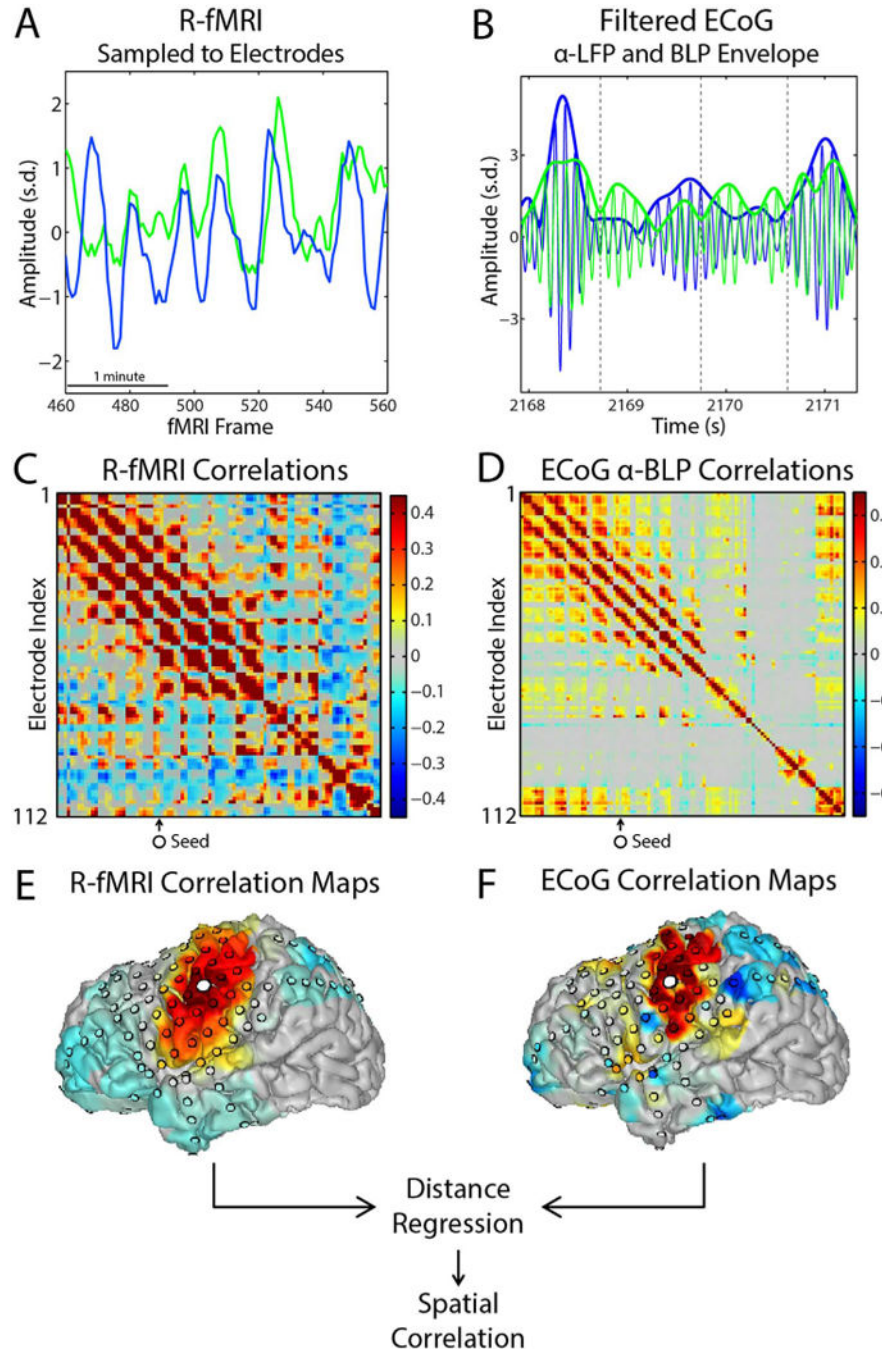 A
R-fMRI
Sampled to Electrodes
2
1
0
−1
−2
Amplitude (s.d.)
1 minute
460
480
500
520
540
560
fMRI Frame
B
Filtered ECoG
α-LFP and BLP Envelope
3
0
−3
Amplitude (s.d.)
2168
2169
2170
2171
Time (s)
C
R-fMRI Correlations
1
Electrode Index
112
Seed
0.4
0.3
0.2
0.1
0
−0.1
−0.2
−0.3
−0.4
D
ECoG α-BLP Correlations
1
Electrode Index
112
Seed
0
E
R-fMRI Correlation Maps
F
ECoG Correlation Maps
Distance
Regression
Spatial
Correlation